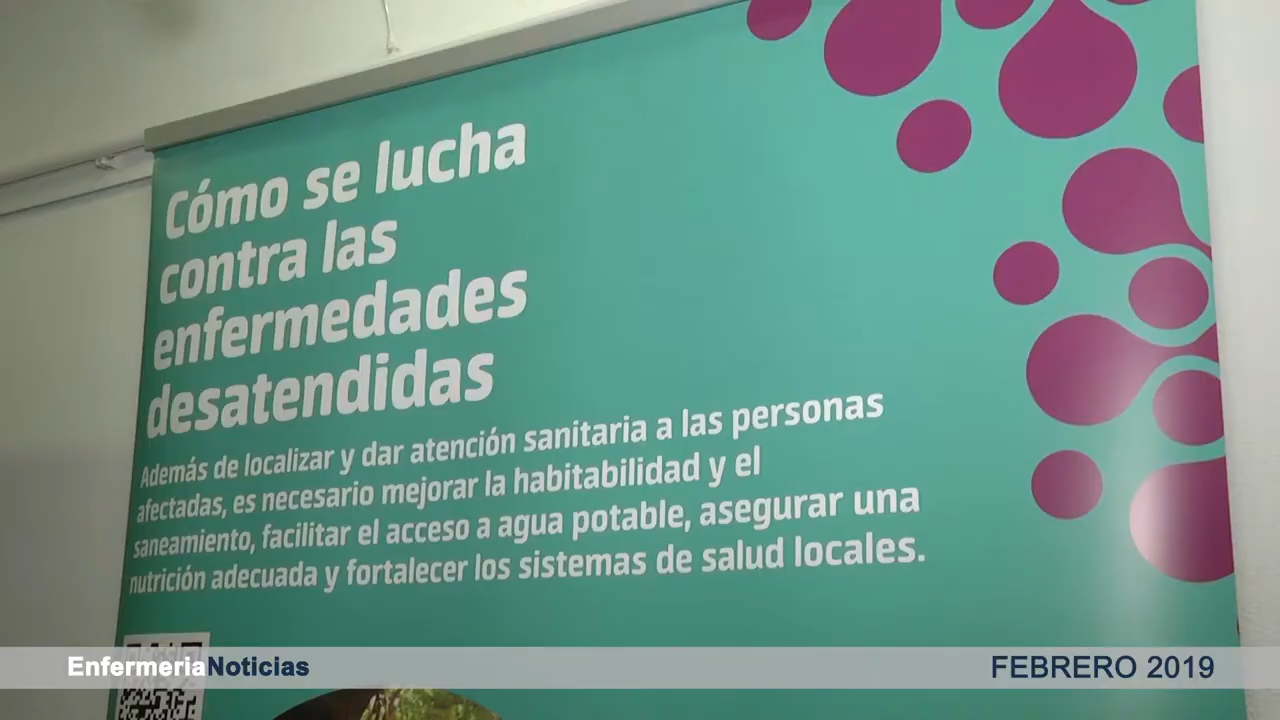 Cómo se lucha
contra las
enfermedades
desatendidas
Además de localizar y dar atención sanitaria a las personas
afectadas, es necesario mejorar la habitabilidad y el
saneamiento, facilitar el acceso a agua potable, asegurar una
nutrición adecuada y fortalecer los sistemas de salud locales.
EnfermeriaNoticias
FEBRERO 2019